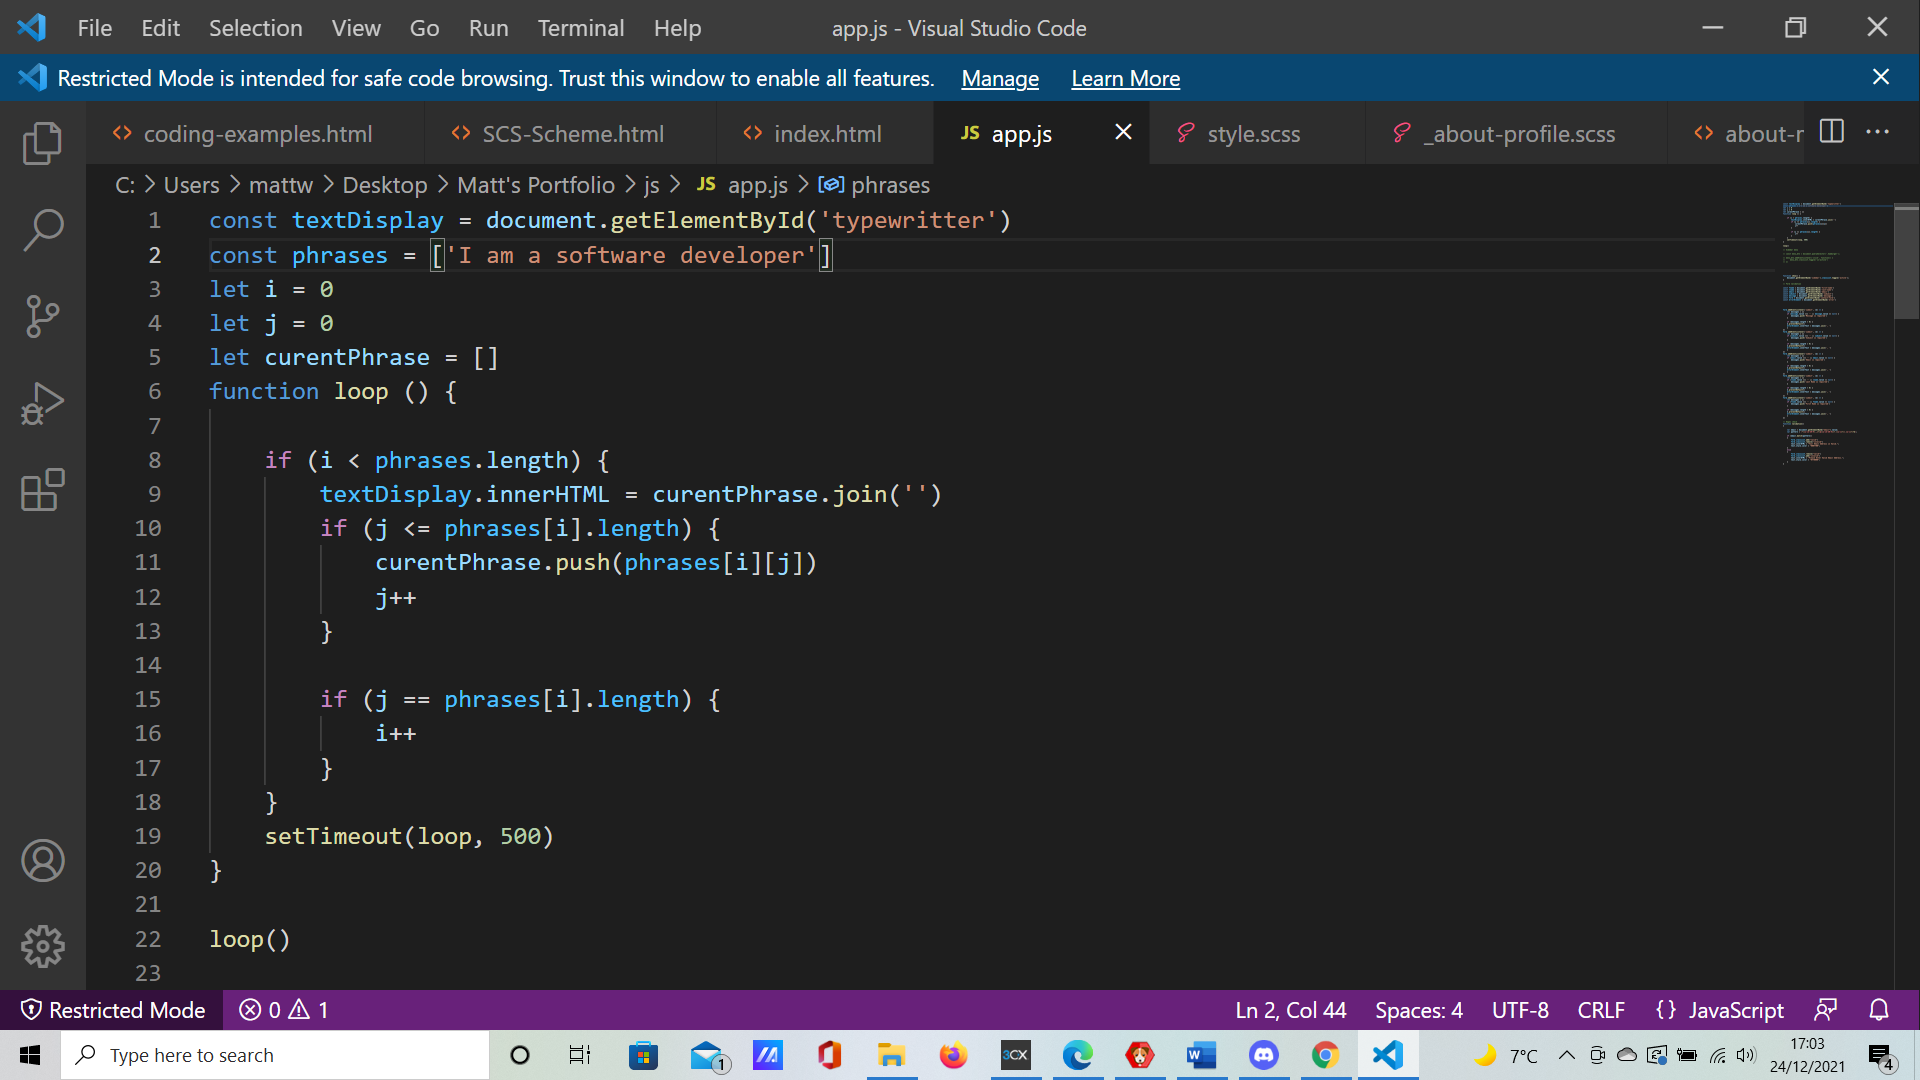 File Edit Selection View Go Run Terminal Help app.js - Visual Studio Code
Restricted Mode is intended for safe code browsing. Trust this window to enable all features. Manage Learn More
coding-examples.html SCS-Scheme.html index.html JS app.js style.scss _about-profile.scss about-r
C: > Users > mattw > Desktop > Matt's Portfolio > js > JS app.js > phrases
1 const textDisplay = document.getElementById('typewritter')
2 const phrases = ['I am a software developer']
3 let i = 0
4 let j = 0
5 let curentPhrase = []
6 function loop () {
7
8 if (i < phrases.length) {
9 textDisplay.innerHTML = curentPhrase.join('')
10 if (j <= phrases[i].length) {
11 curentPhrase.push(phrases[i][j])
12 j++
13 }
14
15 if (j == phrases[i].length) {
16 i++
17 }
18 }
19 setTimeout(loop, 500)
20 }
21
22 loop()
23
Restricted Mode 0 1 Ln 2, Col 44 Spaces: 4 UTF-8 CRLF {} JavaScript
Type here to search 1 3CX 7°C 17:03
24/12/2021 4